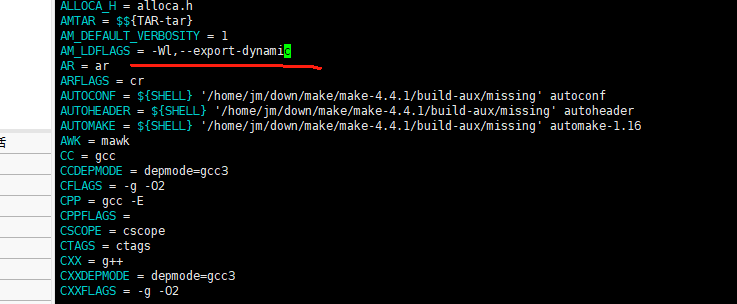 ALLOCA_H = alloca.h
AMTAR = $${TAR-tar}
AM_DEFAULT_VERBOSITY = 1
AM_LDFLAGS = -Wl,--export-dynamic
AR = ar
ARFLAGS = cr
AUTOCONF = ${SHELL} '/home/jm/down/make/make-4.4.1/build-aux/missing' autoconf
AUTOHEADER = ${SHELL} '/home/jm/down/make/make-4.4.1/build-aux/missing' autoheader
AUTOMAKE = ${SHELL} '/home/jm/down/make/make-4.4.1/build-aux/missing' automake-1.16
AWK = mawk
CC = gcc
CCDEPMODE = depmode=gcc3
CFLAGS = -g -O2
CPP = gcc -E
CPPFLAGS =
CSCOPE = cscope
CTAGS = ctags
CXX = g++
CXXDEPMODE = depmode=gcc3
CXXFLAGS = -g -O2